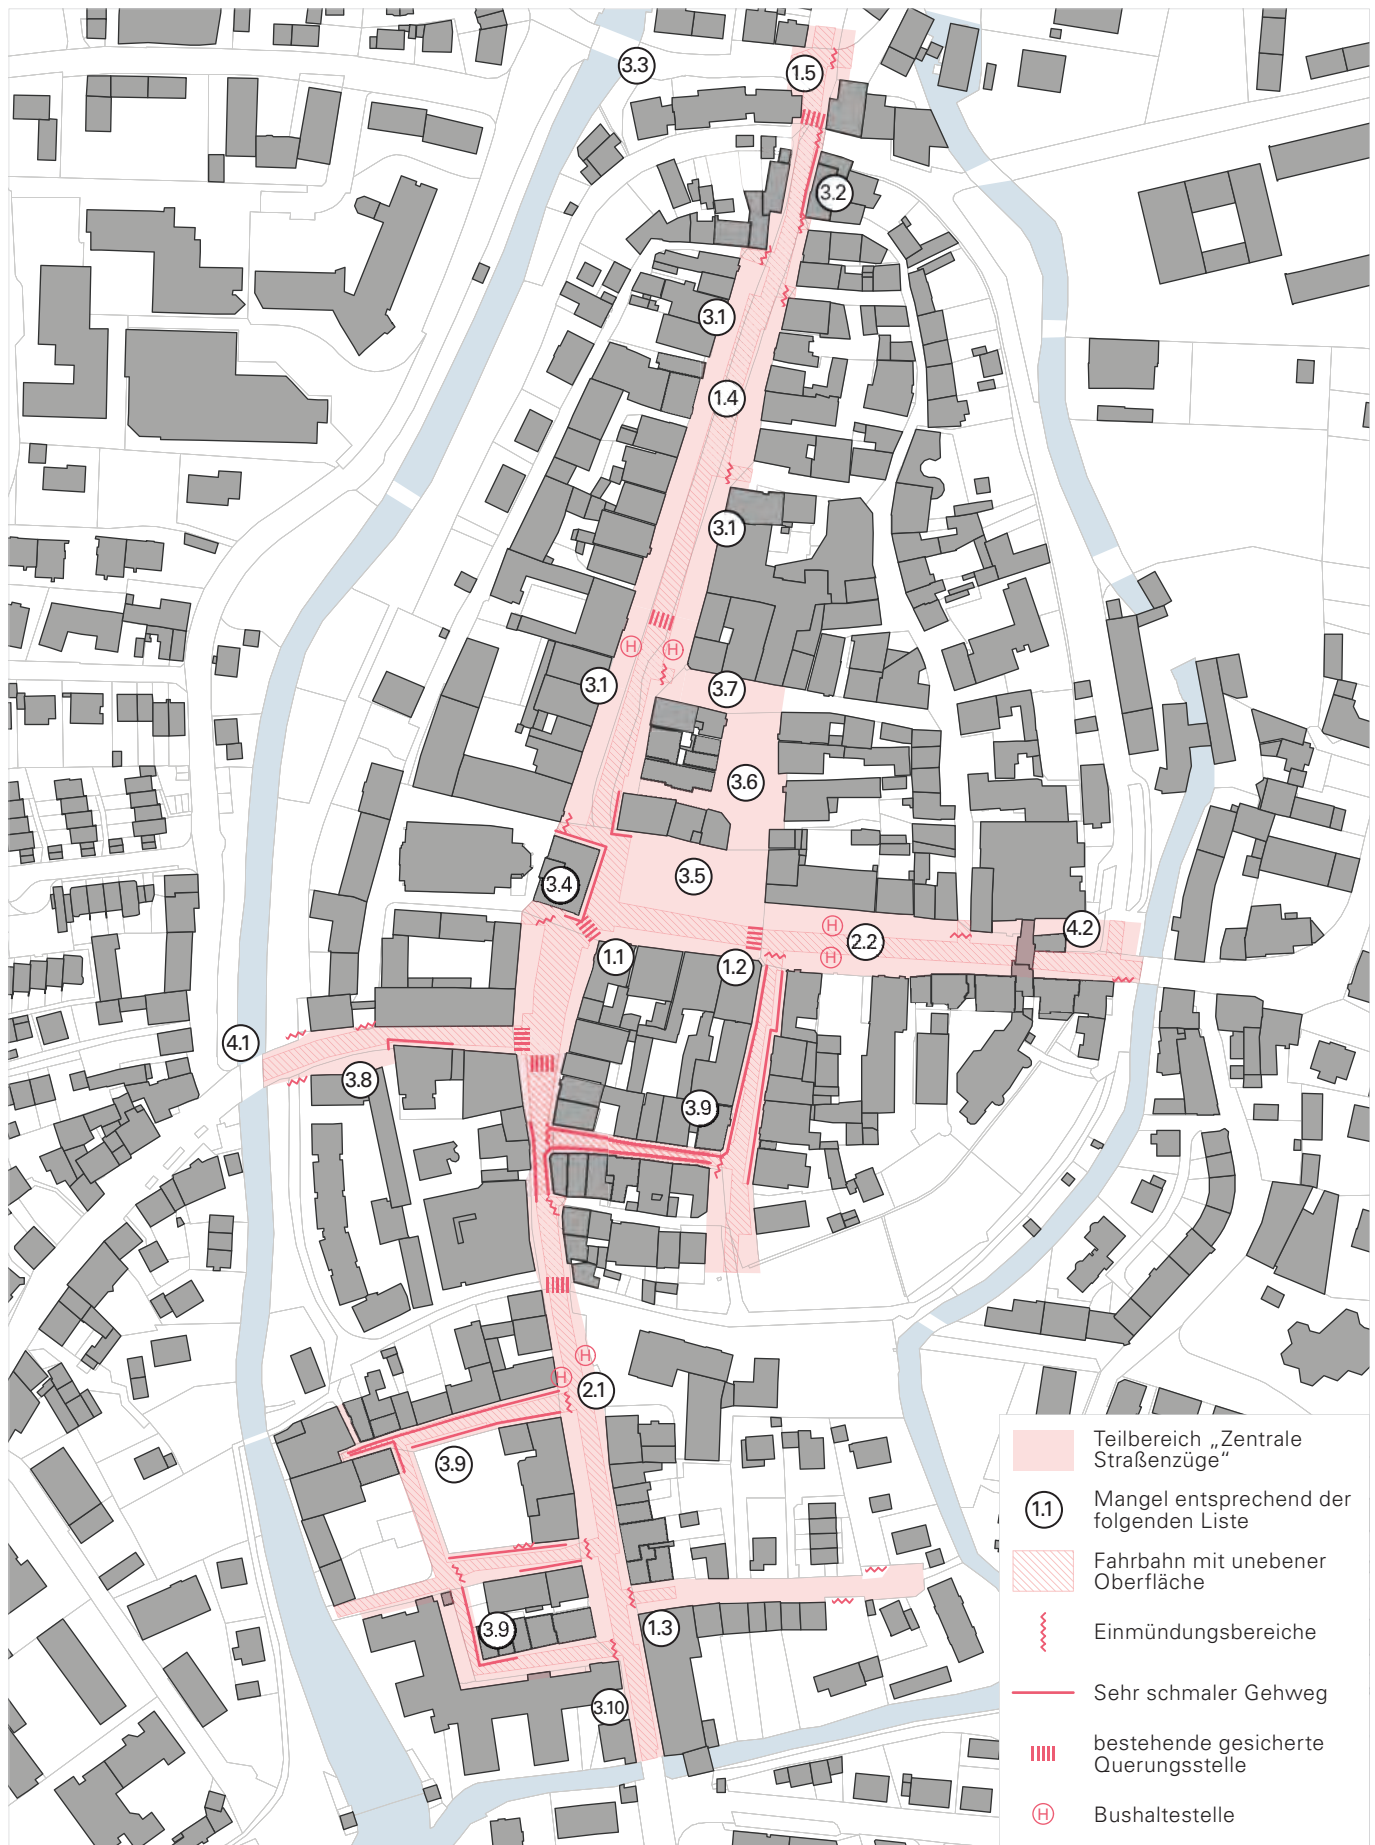 3.3
1.5
3.2
3.1
1.4
3.1
H
H
3.1
3.7
3.6
3.5
3.4
H
2.2
4.2
1.1
1.2
H
4.1
3.8
3.9
H
H
2.1
3.9
3.9
1.3
3.10
Teilbereich „Zentrale
Straßenzüge“
1.1
Mangel entsprechend der
folgenden Liste
Fahrbahn mit unebener
Oberfläche
Einmündungsbereiche
Sehr schmaler Gehweg
bestehende gesicherte
Querungsstelle
H
Bushaltestelle